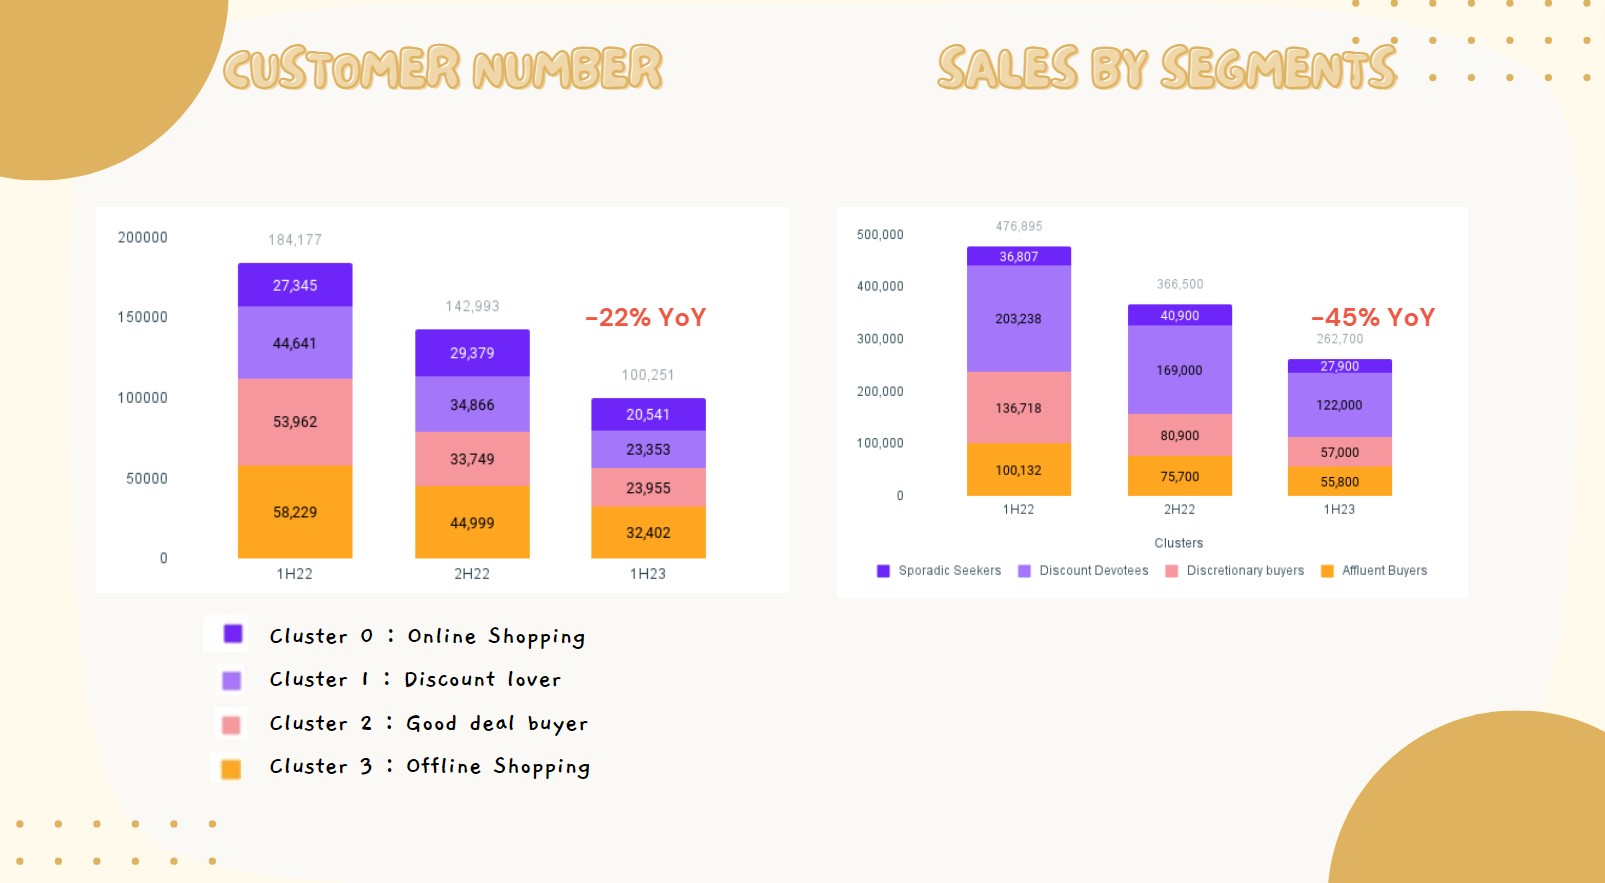 CUSTOMER NUMBER
SALES BY SEGMENTS
200000
150000
100000
50000
0
184,177
27,345
44,641
53,962
58,229
1H22
142,993
29,379
34,866
33,749
44,999
2H22
-22% YoY
100,251
20,541
23,353
23,955
32,402
1H23
Cluster 0 : Online Shopping
Cluster 1 : Discount lover
Cluster 2 : Good deal buyer
Cluster 3 : Offline Shopping
500,000
400,000
300,000
200,000
100,000
0
476,895
36,807
203,238
136,718
100,132
1H22
366,500
40,900
169,000
80,900
75,700
2H22
-45% YoY
262,700
27,900
122,000
57,000
55,800
1H23
Clusters
Sporadic Seekers Discount Devotees Discretionary buyers Affluent Buyers